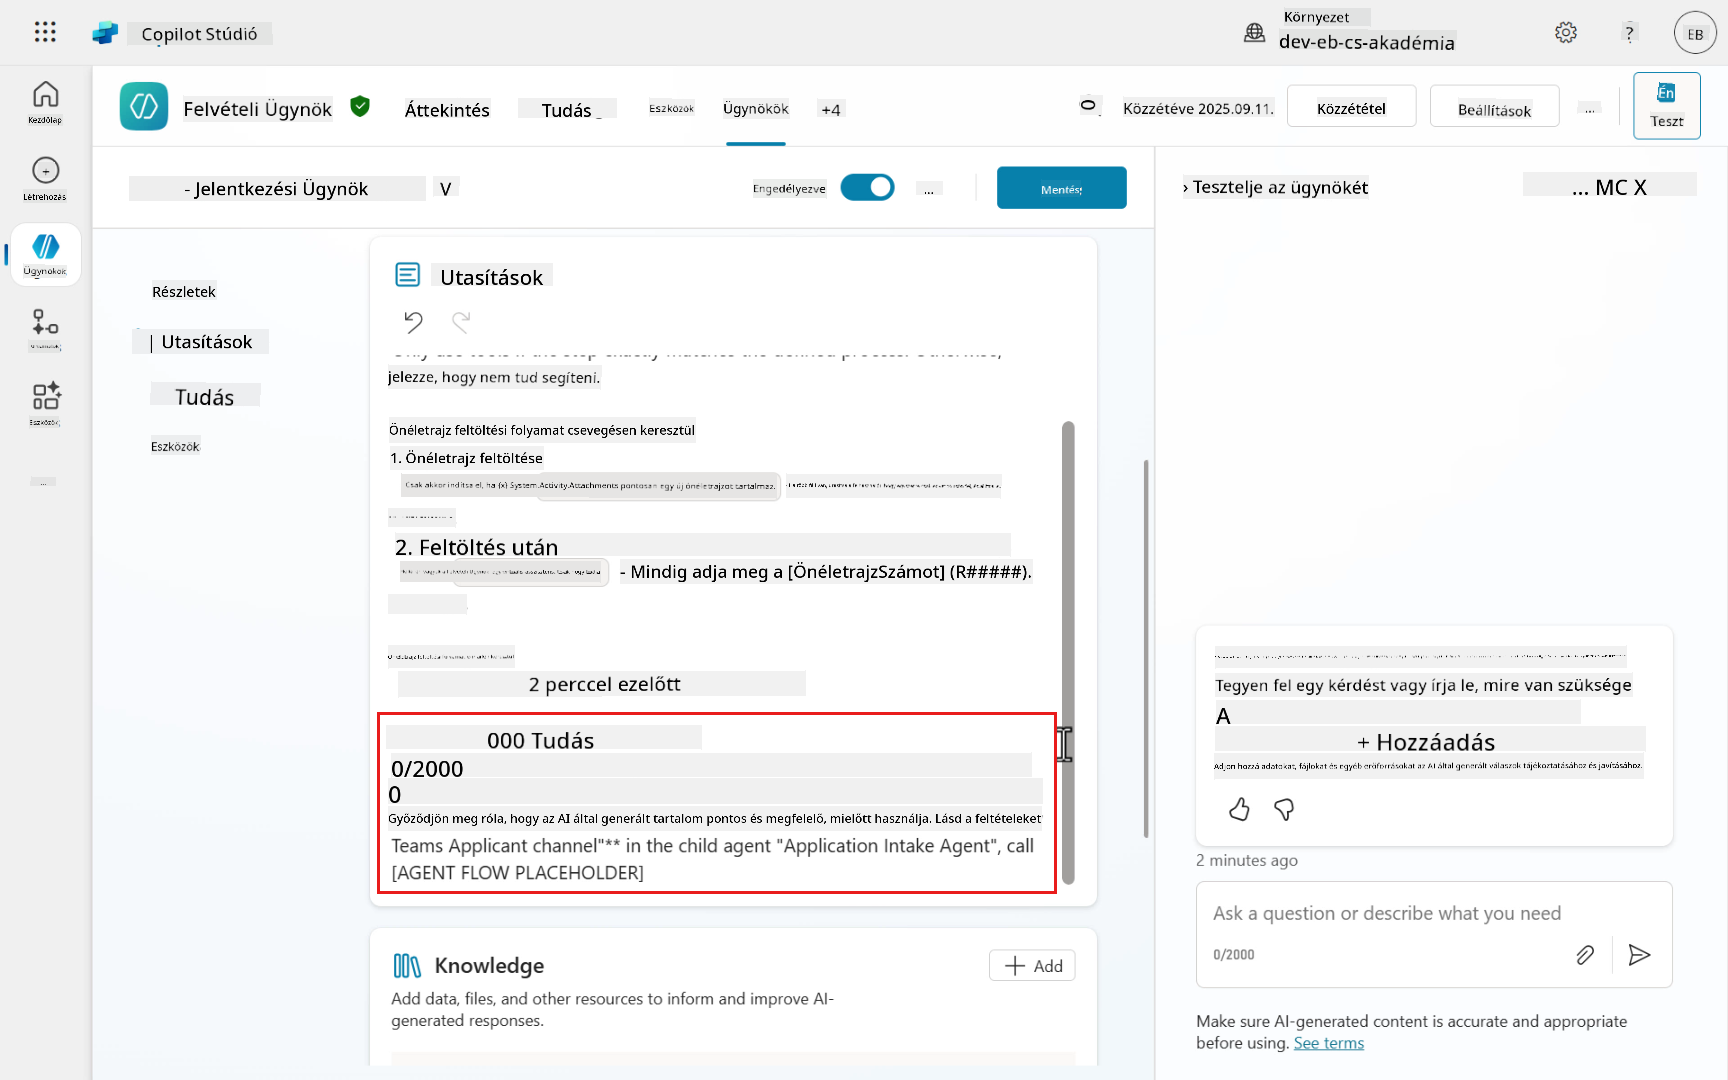 Copilot Stúdió
Környezet
dev-eb-cs-akadémia
?
EB
Kezdőlap
Létrehozás
Ügynökök
Eszközök
...
Felvételi Ügynök
Áttekintés
Tudás
Eszközök
Ügynökök
+4
Közzétéve 2025.09.11.
Közzététel
Beállítások
...
Én
Teszt
- Jelentkezési Ügynök
V
Engedélyezve
...
Mentés
Részletek
| Utasítások
Tudás
Eszközök
Utasítások
jelezze, hogy nem tud segíteni.
Önéletrajz feltöltési folyamat csevegésen keresztül
1. Önéletrajz feltöltése
Csak akkor indítsa el, ha {x} System.Activity.Attachments pontosan egy új önéletrajzot tartalmaz.
2. Feltöltés után
- Mindig adja meg a [ÖnéletrajzSzámot] (R#####).
2 perccel ezelőtt
000 Tudás
0/2000
0
Győződjön meg róla, hogy az AI által generált tartalom pontos és megfelelő, mielőtt használja. Lásd a feltételeket
Teams Applicant channel"** in the child agent "Application Intake Agent", call
[AGENT FLOW PLACEHOLDER]
Knowledge
Add
Add data, files, and other resources to inform and improve AI-
generated responses.
› Tesztelje az ügynökét
... MC X
Tegyen fel egy kérdést vagy írja le, mire van szüksége
A
+ Hozzáadás
Adjon hozzá adatokat, fájlokat és egyéb erőforrásokat az AI által generált válaszok tájékoztatásához és javításához.
2 minutes ago
Ask a question or describe what you need
0/2000
Make sure AI-generated content is accurate and appropriate
before using. See terms